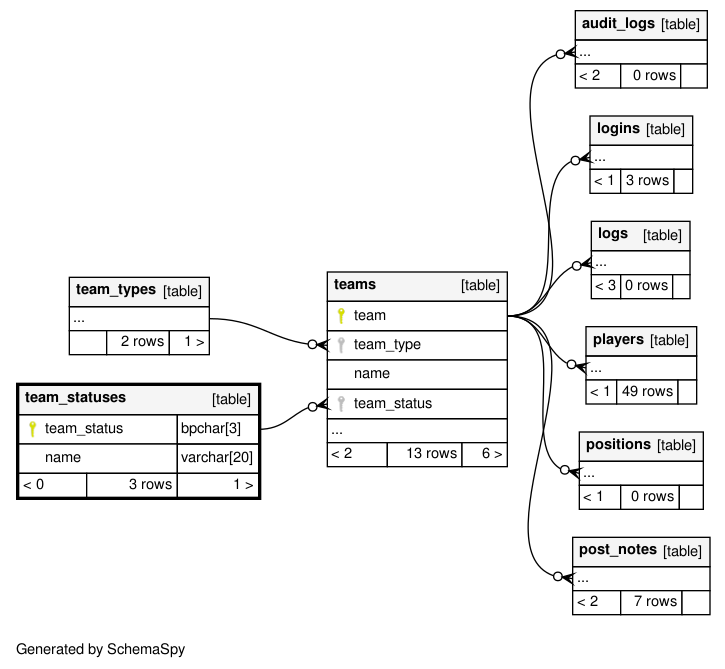 audit_logs [table]
...
< 2 0 rows
logins [table]
...
< 1 3 rows
logs [table]
...
< 3 0 rows
team_types [table]
...
2 rows 1 >
teams [table]
team
team_type
name
team_status
...
< 2 13 rows 6 >
players [table]
...
< 1 49 rows
team_statuses [table]
team_status bpchar[3]
name varchar[20]
< 0 3 rows 1 >
positions [table]
...
< 1 0 rows
post_notes [table]
...
< 2 7 rows
Generated by SchemaSpy